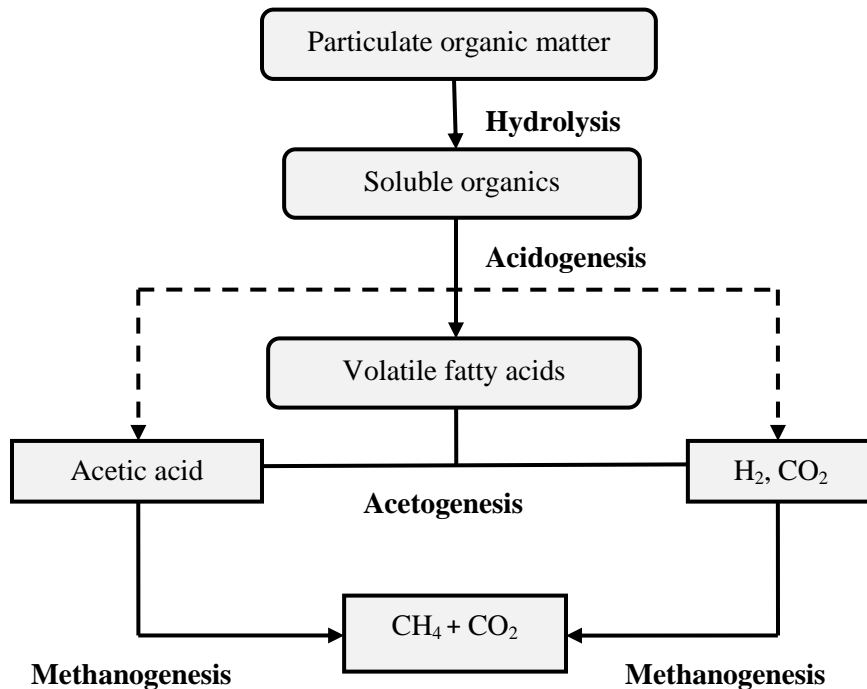 Particulate organic matter
Hydrolysis
Soluble organics
Acidogenesis
Volatile fatty acids
Acetic acid
H₂, CO₂
Acetogenesis
CH₄ + CO₂
Methanogenesis
Methanogenesis